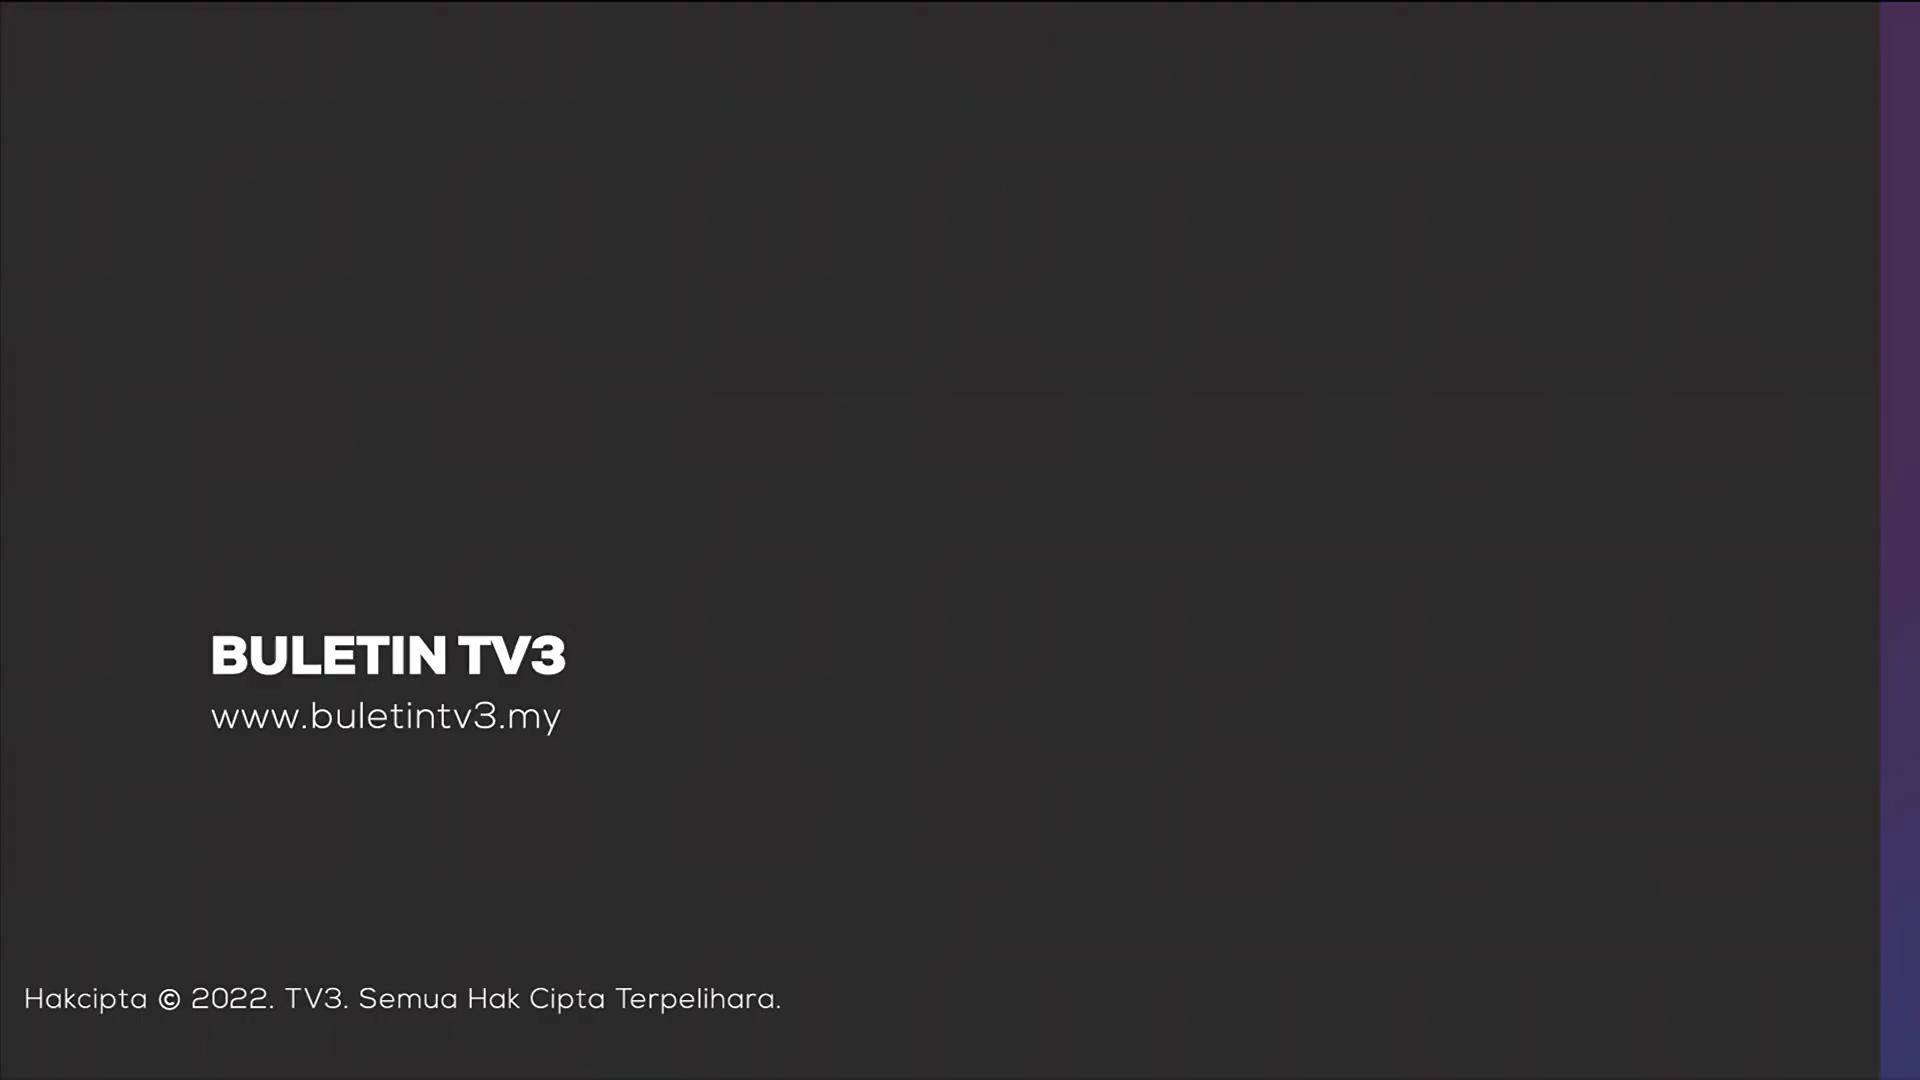 BULETIN TV3
www.buletintv3.my
Hakcipta © 2022. TV3. Semua Hak Cipta Terpelihara.